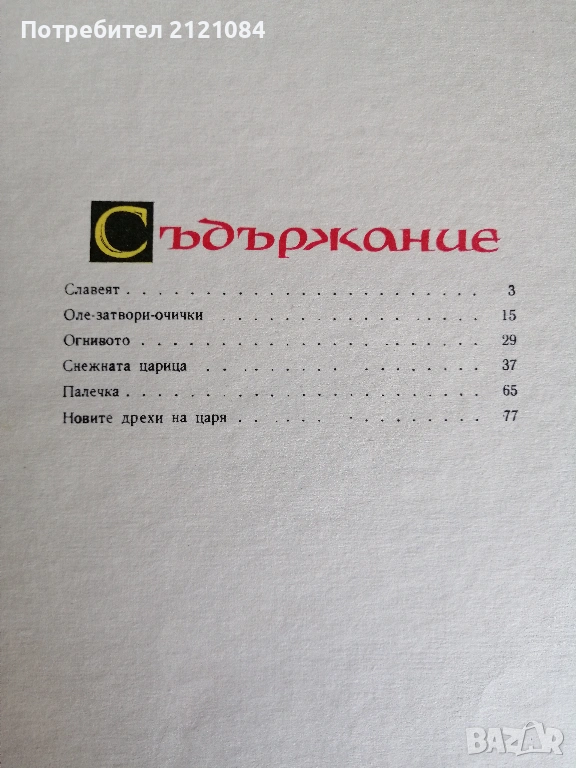 Потребител 2121084
Съдържание
Славеят . . . . . . . . . . . . . . . . . . . . . . . 3
Оле-затвори-очички . . . . . . . . . . . . . . . . . 15
Огнивото . . . . . . . . . . . . . . . . . . . . . . 29
Снежната царица . . . . . . . . . . . . . . . . . . 37
Палечка . . . . . . . . . . . . . . . . . . . . . . . 65
Новите дрехи на царя . . . . . . . . . . . . . . . 77
BAZAR